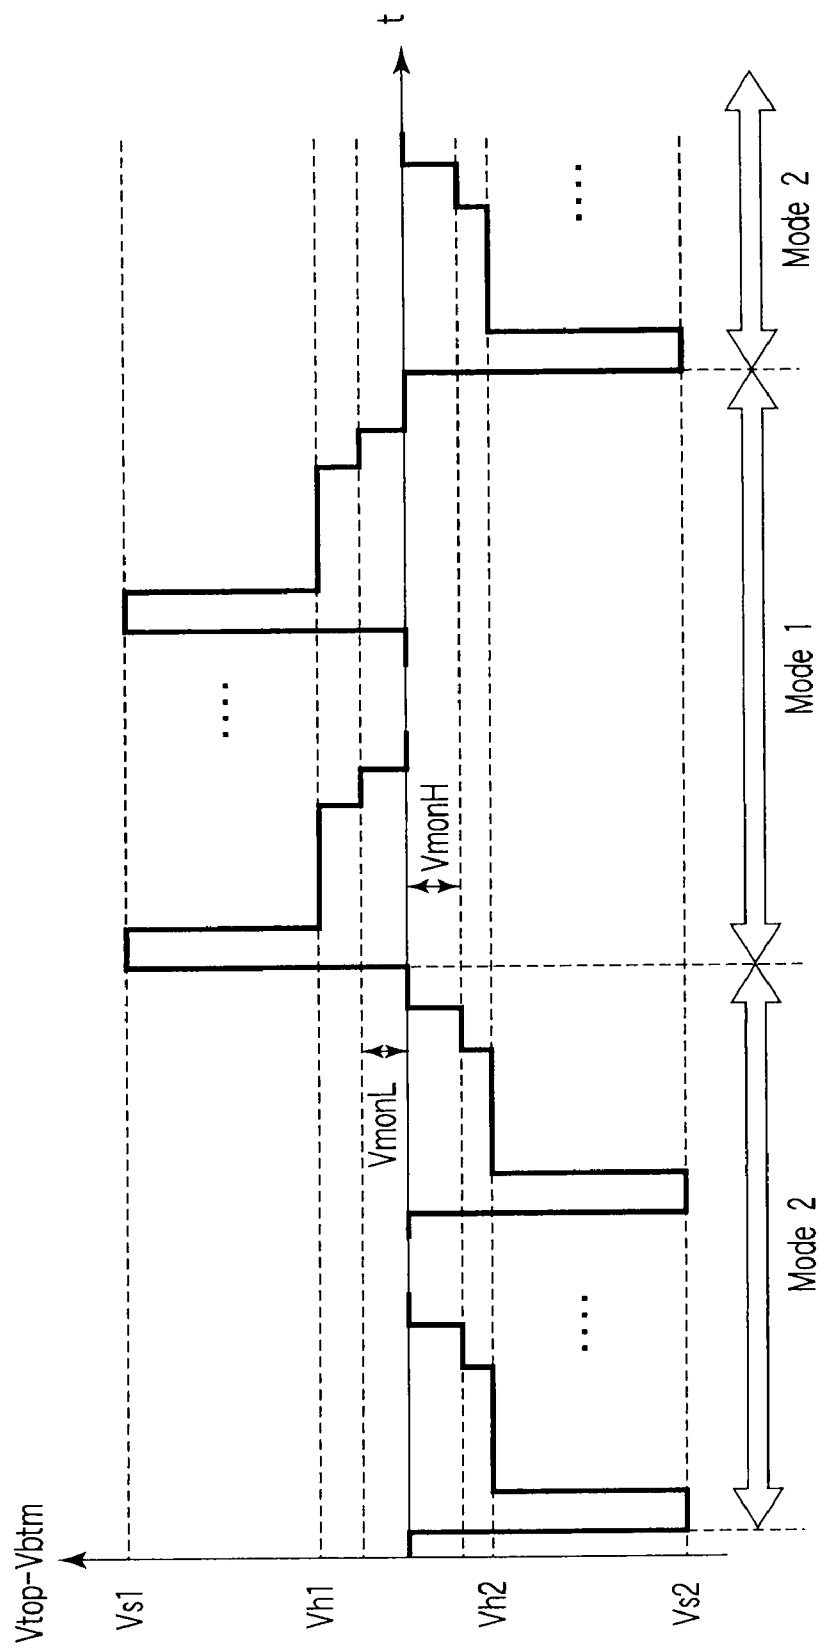 Vtop-Vbtm
Vs1
Vh1
Vh2
Vs2
VmonL
VmonH
....
....
....
t
Mode 2
Mode 1
Mode 2